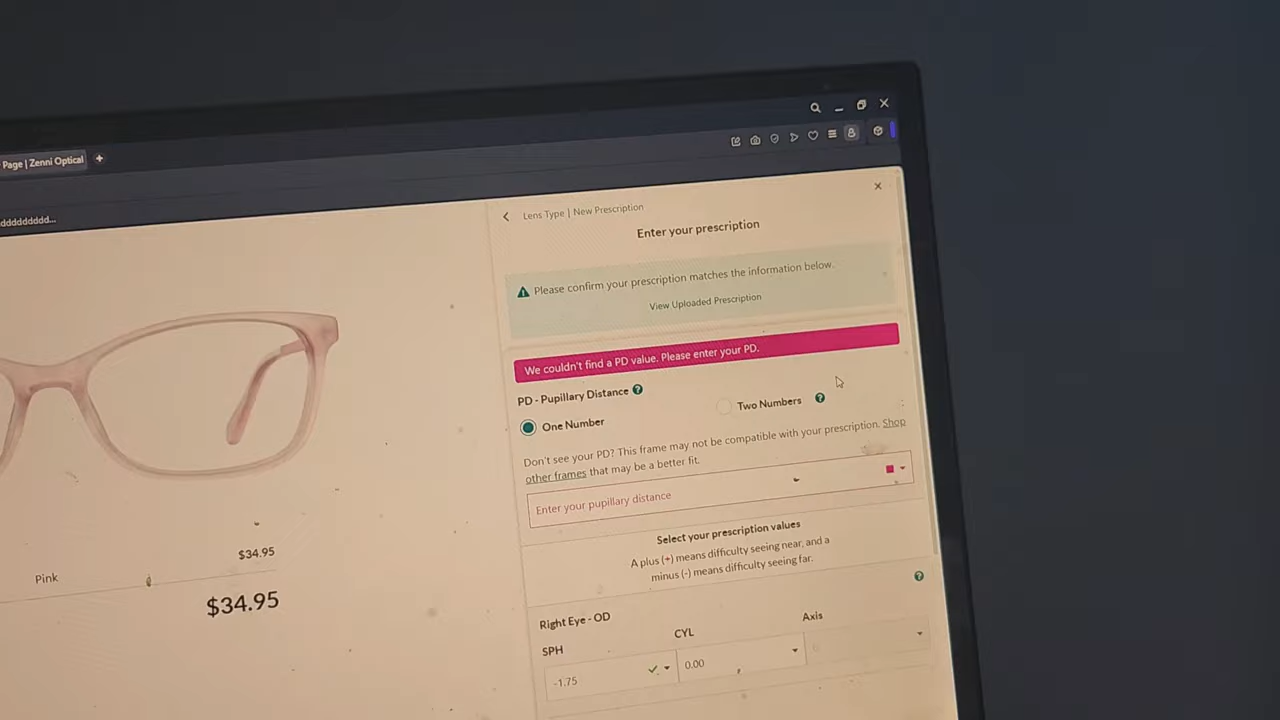 Page | Zenni Optical
ddddddddd...
Lens Type | New Prescription
Enter your prescription
Please confirm your prescription matches the information below.
View Uploaded Prescription
We couldn't find a PD value. Please enter your PD.
PD - Pupillary Distance
One Number
Two Numbers
Don't see your PD? This frame may not be compatible with your prescription. Shop
other frames that may be a better fit.
Enter your pupillary distance
Select your prescription values
A plus (+) means difficulty seeing near, and a
minus (-) means difficulty seeing far.
Right Eye - OD
SPH
CYL
Axis
-1.75
0.00
$34.95
Pink
$34.95